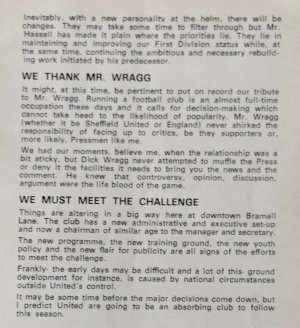 Inevitably, with a new personality at the helm, there will be
changes. They may take some time to filter through but Mr.
Hassall has made it plain where the priorities lie. They lie in
maintaining and improving our First Division status while, at
the same time, continuing the ambitious and necessary rebuild-
ing work initiated by his predecessor.
WE THANK MR. WRAGG
It might, at this time, be pertinent to put on record our tribute
to Mr. Wragg. Running a football club is an almost full-time
occupation these days and it calls for decision-making which
cannot take heed to the likelihood of popularity. Mr. Wragg
(whether it be Sheffield United or England) never shirked the
responsibility of facing up to critics, be they supporters or,
more likely, Pressmen like me.
We had our moments, believe me, when the relationship was a
bit sticky, but Dick Wragg never attempted to muffle the Press
or deny it the facilities it needs to bring you the news and the
comment. He knew that controversy, opinion, discussion,
argument were the life blood of the game.
WE MUST MEET THE CHALLENGE
Things are altering in a big way here at downtown Bramall
Lane. The club has a new administrative and executive set-up
and now a chairman of similar age to the manager and secretary.
The new programme, the new training ground, the new youth
policy and the new flair for publicity are all signs of the efforts
to meet the challenge.
Frankly the early days may be difficult and a lot of this ground
development for instance, is caused by national circumstances
outside United's control.
It may be some time before the major decisions come down, but
I predict United are going to be an absorbing club to follow
this season.